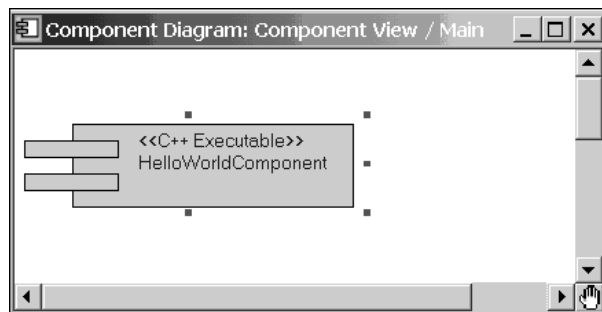 Component Diagram: Component View / Main
<<C++ Executable>>
HelloWorldComponent